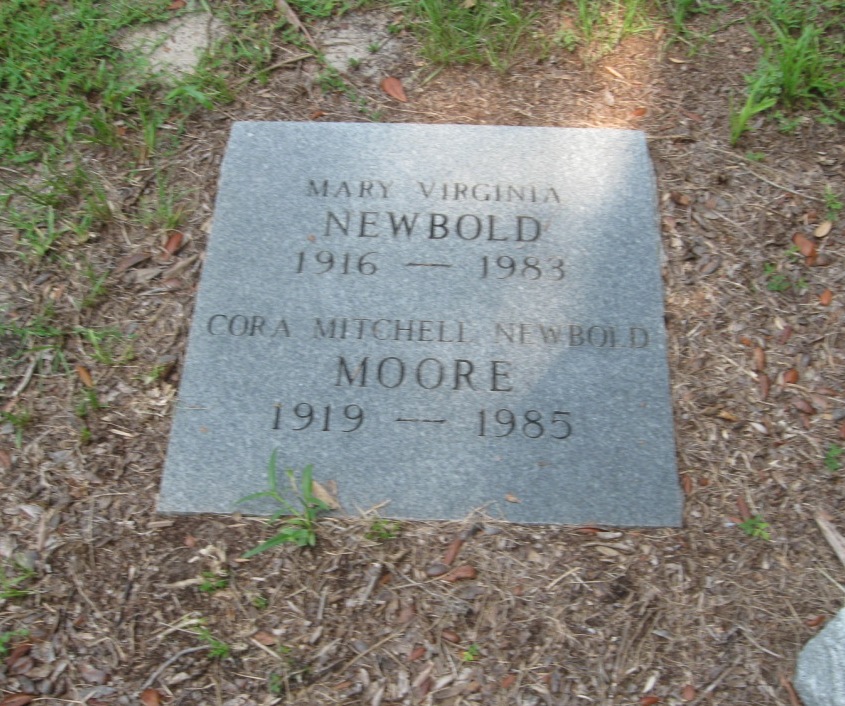 MARY VIRGINIA
NEWBOLD
1916 — 1983
CORA MITCHELL NEWBOLD
MOORE
1919 — 1985